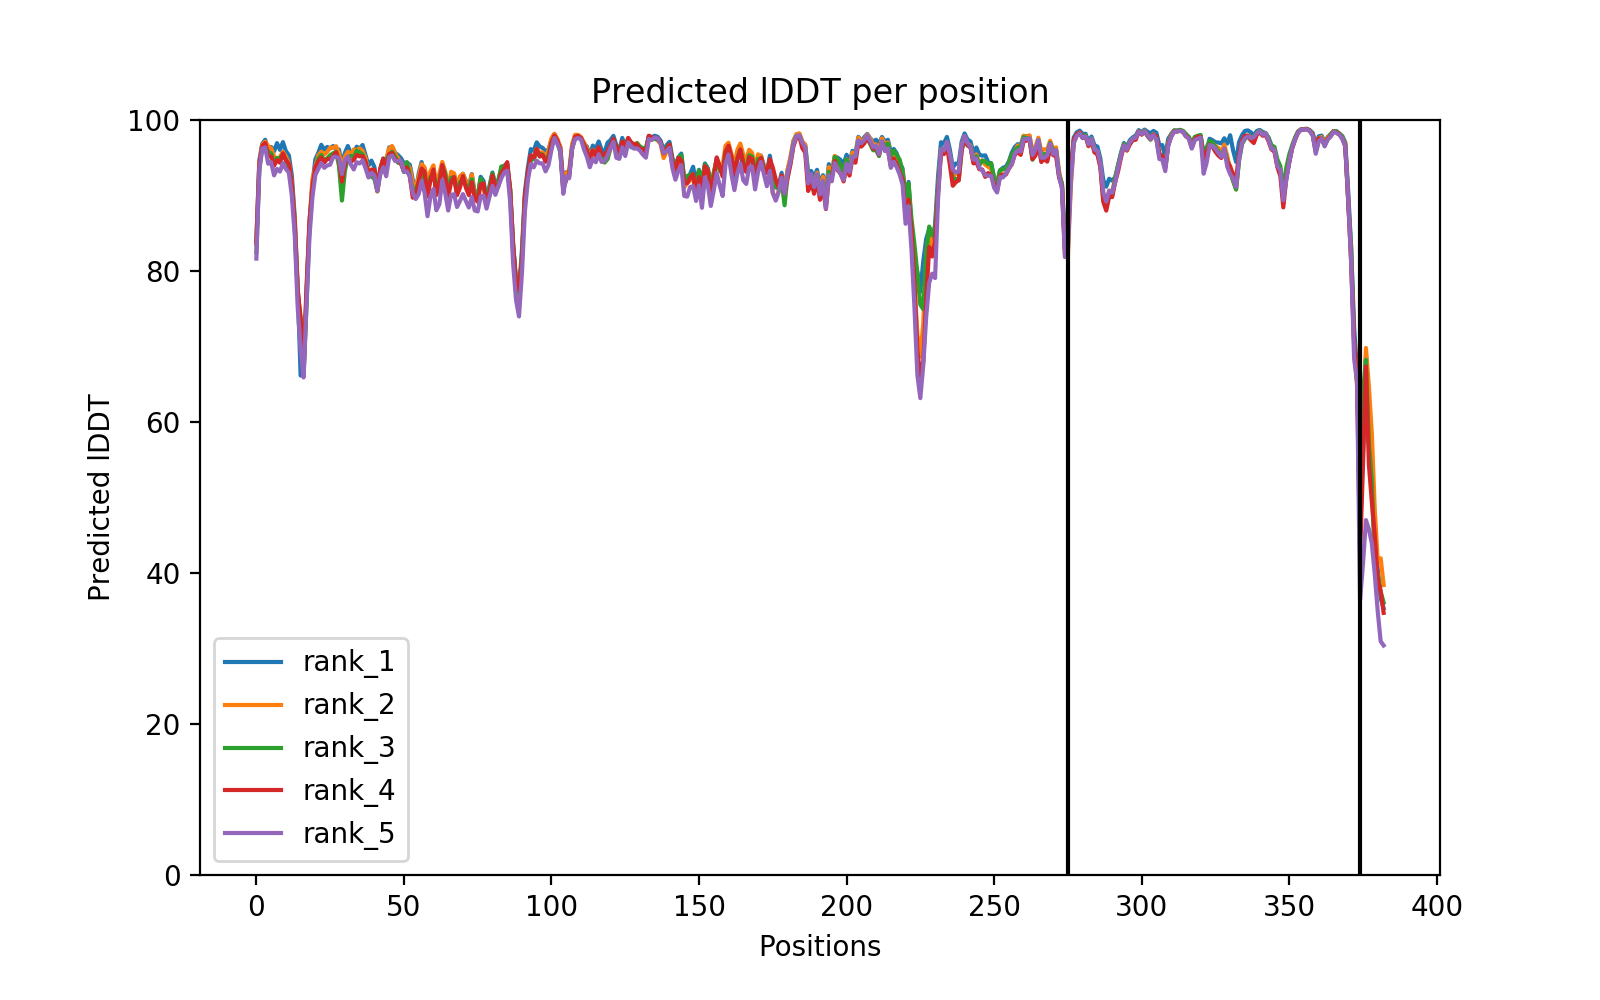 Predicted lDDT per position
100
80
60
40
20
0
Predicted lDDT
rank_1
rank_2
rank_3
rank_4
rank_5
0 50 100 150 200 250 300 350 400
Positions